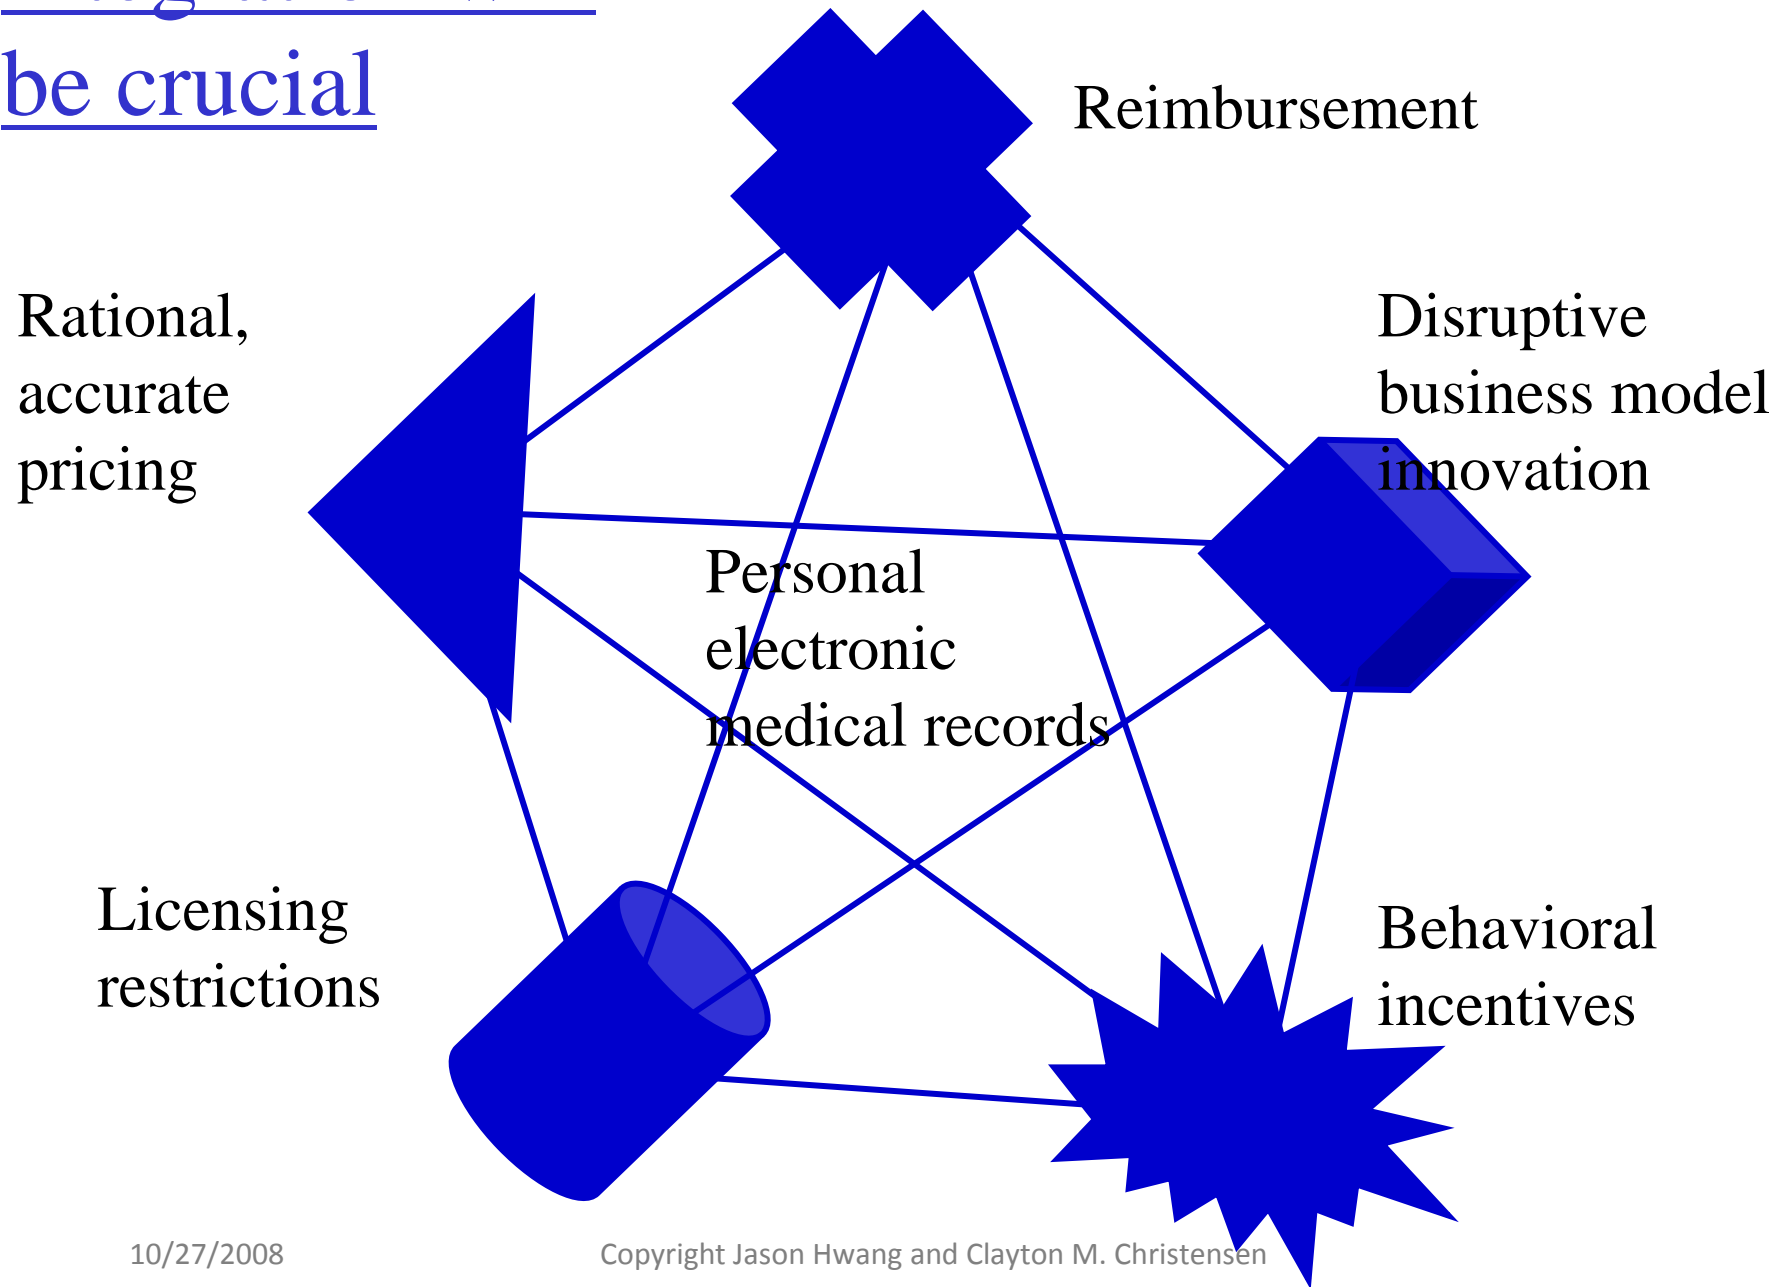 be crucial
Reimbursement
Rational,
accurate
pricing
Disruptive
business model
innovation
Personal
electronic
medical records
Licensing
restrictions
Behavioral
incentives
10/27/2008
Copyright Jason Hwang and Clayton M. Christensen